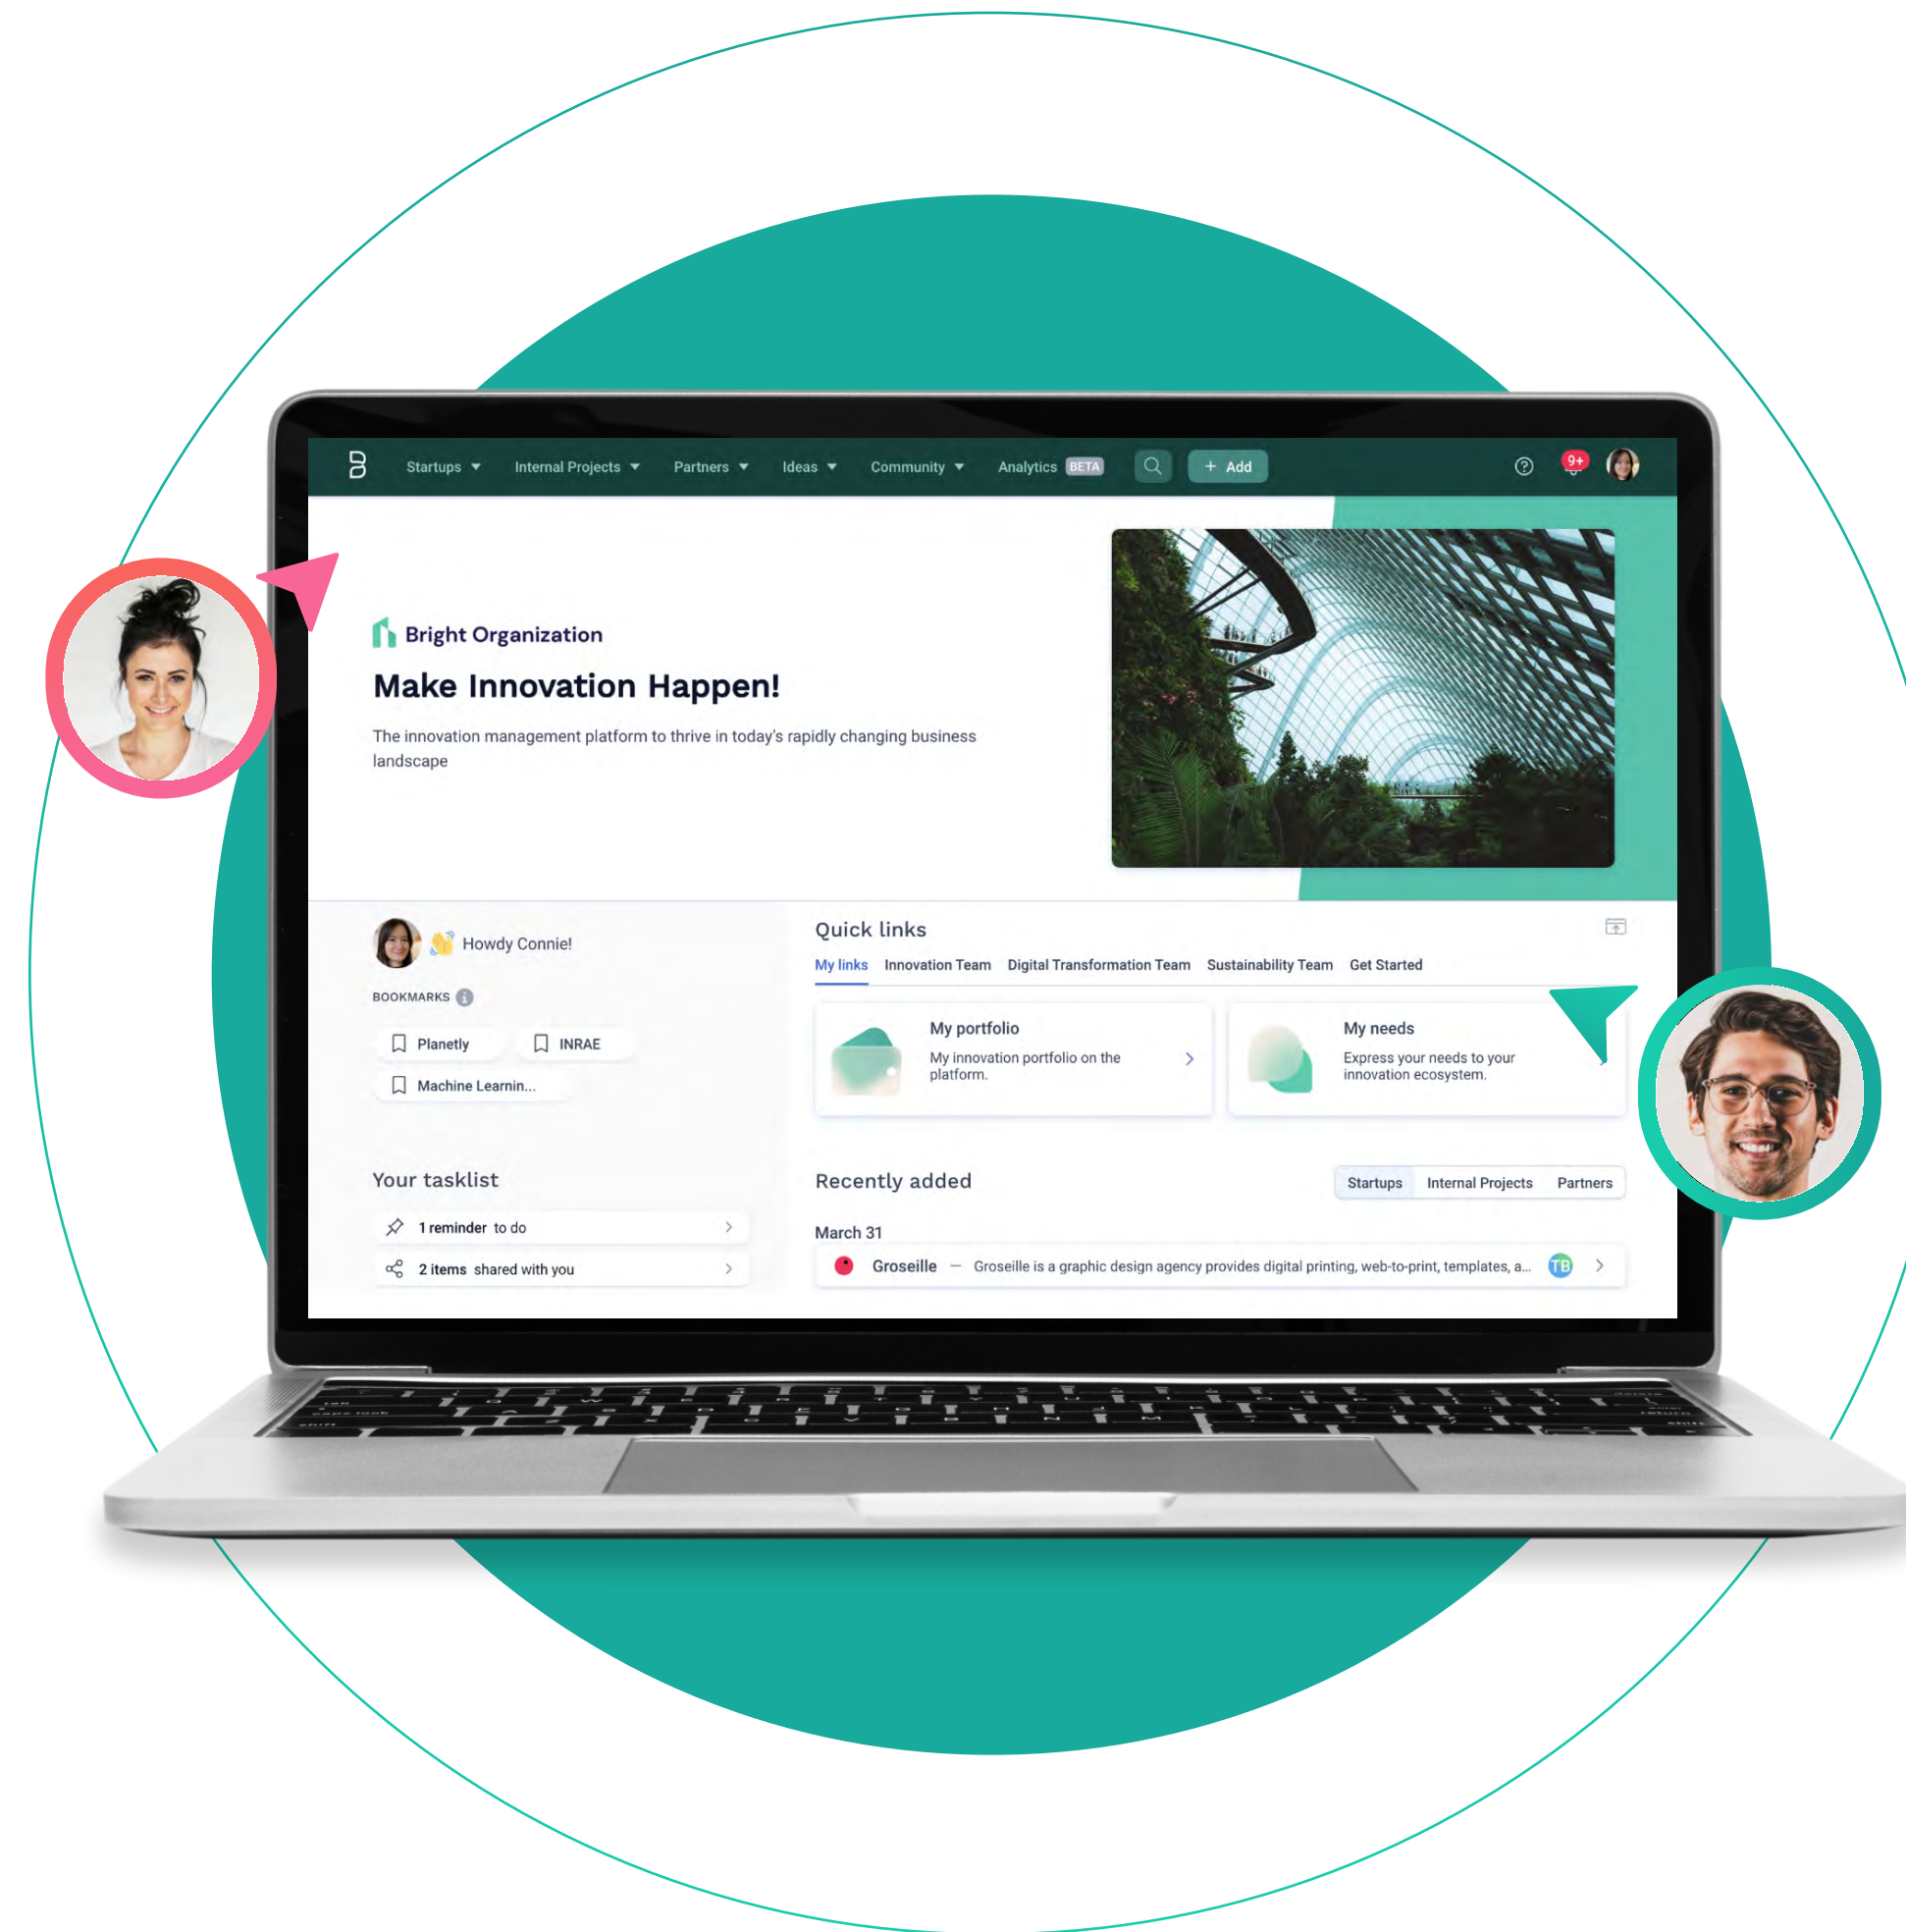 Startups Internal Projects Partners Ideas Community Analytics BETA + Add 9+
Bright Organization
Make Innovation Happen!
The innovation management platform to thrive in today's rapidly changing business
landscape
Howdy Connie!
BOOKMARKS
Planetly INRAE
Machine Learnin...
Your tasklist
1 reminder to do
2 items shared with you
Quick links
My links Innovation Team Digital Transformation Team Sustainability Team Get Started
My portfolio
My innovation portfolio on the
platform.
My needs
Express your needs to your
innovation ecosystem.
Recently added
Startups Internal Projects Partners
March 31
Groseille — Groseille is a graphic design agency provides digital printing, web-to-print, templates, a... TB